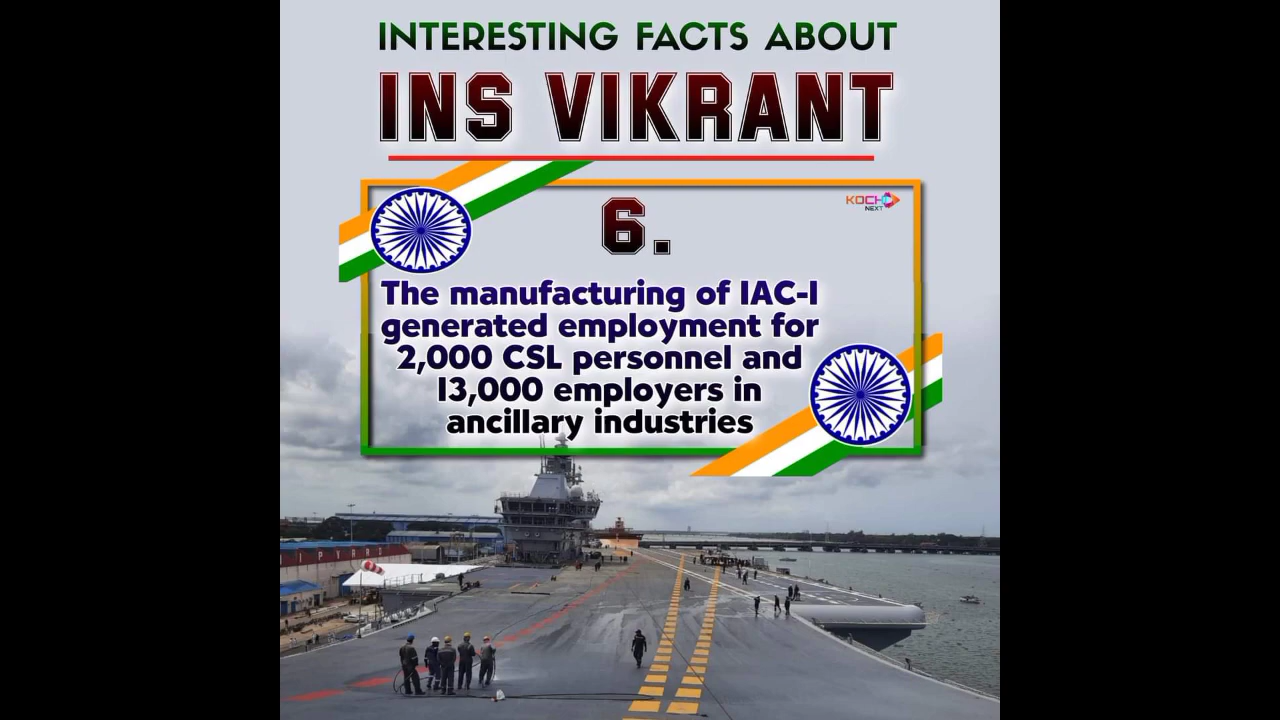 INTERESTING FACTS ABOUT
INS VIKRANT
KOCHI
NEXT
6.
The manufacturing of IAC-I
generated employment for
2,000 CSL personnel and
13,000 employers in
ancillary industries